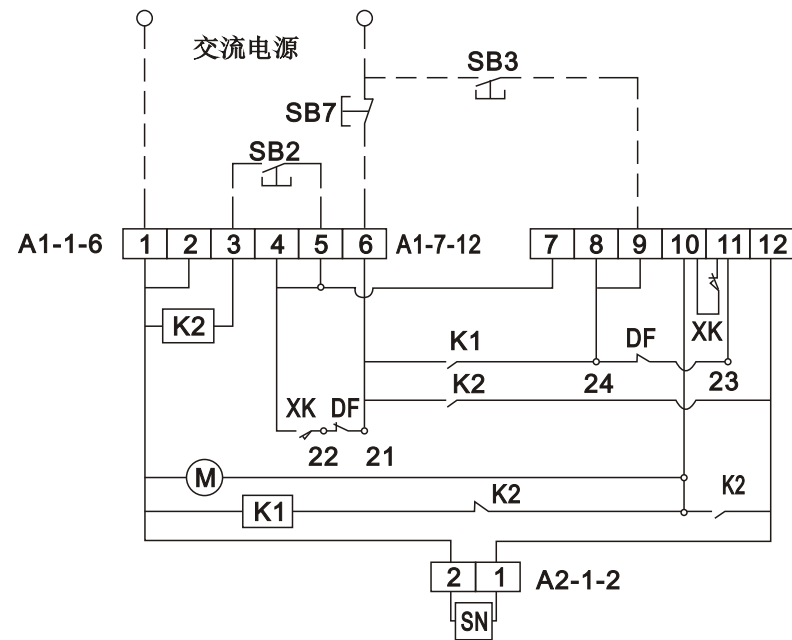 交流电源
SB3
SB7
SB2
A1-1-6 1 2 3 4 5 6 A1-7-12 7 8 9 10 11 12
K2
XK
K1 DF
24 23
K2
XK DF
22 21
M
K2 K2
K1
2 1 A2-1-2
SN